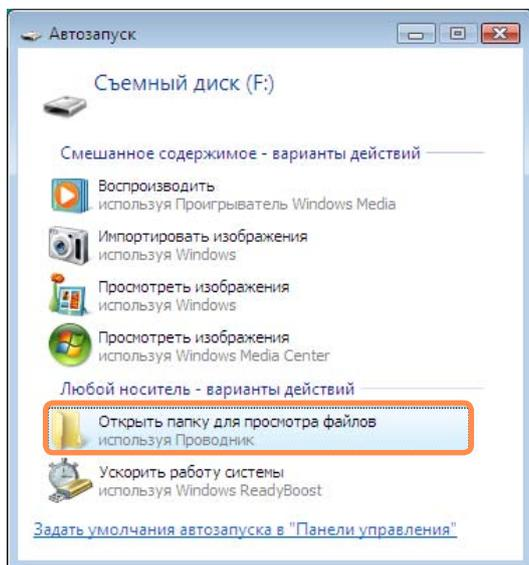 Автозапуск
Съемный диск (F:)
Смешанное содержимое - варианты действий
Воспроизводить
используя Проигрыватель Windows Media
Импортировать изображения
используя Windows
Просмотреть изображения
используя Windows
Просмотреть изображения
используя Windows Media Center
Любой носитель - варианты действий
Открыть папку для просмотра файлов
используя Проводник
Ускорить работу системы
используя Windows ReadyBoost
Задать умолчания автозапуска в "Панели управления"